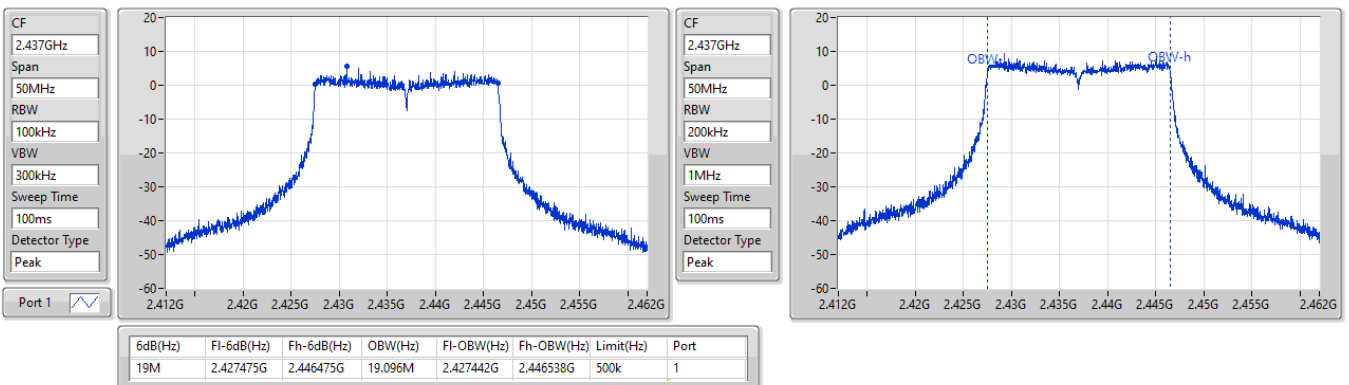 CF
2.437GHz
Span
50MHz
RBW
100kHz
VBW
300kHz
Sweep Time
100ms
Detector Type
Peak
Port 1
20
10
0
-10
-20
-30
-40
-50
-60
2.412G 2.42G 2.425G 2.43G 2.435G 2.44G 2.445G 2.45G 2.455G 2.462G
CF
2.437GHz
Span
50MHz
RBW
200kHz
VBW
1MHz
Sweep Time
100ms
Detector Type
Peak
20
10
0
-10
-20
-30
-40
-50
-60
OBW-l OBW-h
2.412G 2.42G 2.425G 2.43G 2.435G 2.44G 2.445G 2.45G 2.455G 2.462G
6dB(Hz) Fl-6dB(Hz) Fh-6dB(Hz) OBW(Hz) Fl-OBW(Hz) Fh-OBW(Hz) Limit(Hz) Port
19M 2.427475G 2.446475G 19.096M 2.427442G 2.446538G 500k 1